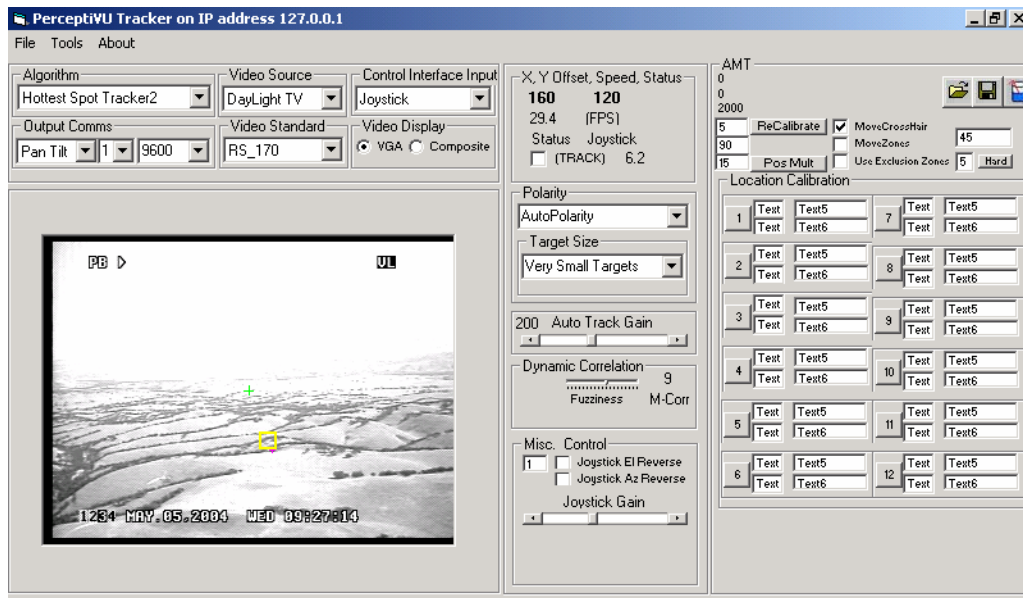 PerceptiVU Tracker on IP address 127.0.0.1
File Tools About
Algorithm
Hottest Spot Tracker2
Video Source
DayLight TV
Control Interface Input
Joystick
Output Comms
Pan Tilt 1 9600
Video Standard
RS_170
Video Display
VGA Composite
PB
VL
1234 MAY.05,2004 WED 09:27:14
X, Y Offset, Speed, Status
160 120
29.4 (FPS)
Status Joystick
(TRACK) 6.2
Polarity
AutoPolarity
Target Size
Very Small Targets
200 Auto Track Gain
Dynamic Correlation
9
Fuzziness M-Corr
Misc. Control
1 Joystick El Reverse
Joystick Az Reverse
Joystick Gain
AMT
0
0
2000
5 ReCalibrate MoveCrossHair
90 MoveZones 45
15 Pos Mult Use Exclusion Zones 5 Hard
Location Calibration
1 Text Text5
Text Text6
7 Text Text5
Text Text6
2 Text Text5
Text Text6
8 Text Text5
Text Text6
3 Text Text5
Text Text6
9 Text Text5
Text Text6
4 Text Text5
Text Text6
10 Text Text5
Text Text6
5 Text Text5
Text Text6
11 Text Text5
Text Text6
6 Text Text5
Text Text6
12 Text Text5
Text Text6